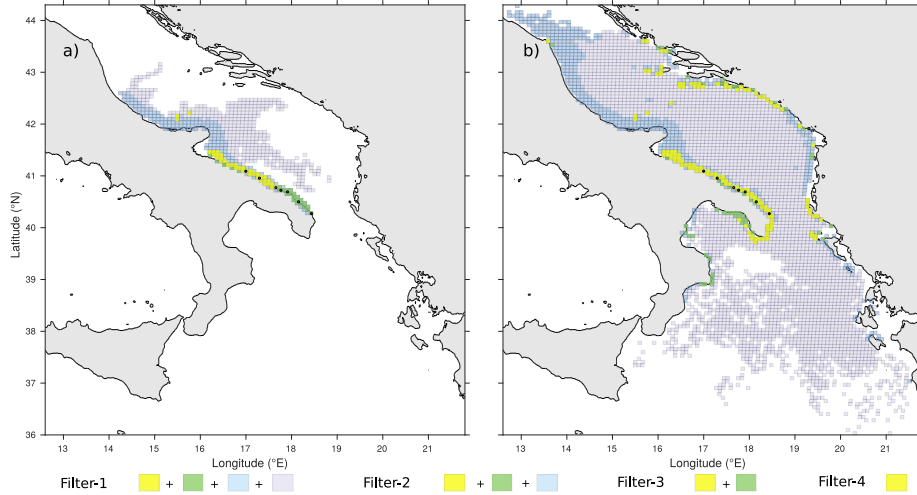 a)
b)
44
43
42
41
40
39
38
37
36
Latitude (°N)
13 14 15 16 17 18 19 20 21
13 14 15 16 17 18 19 20 21
Longitude (°E)
Longitude (°E)
Filter-1 + + +
Filter-2 + +
Filter-3 +
Filter-4